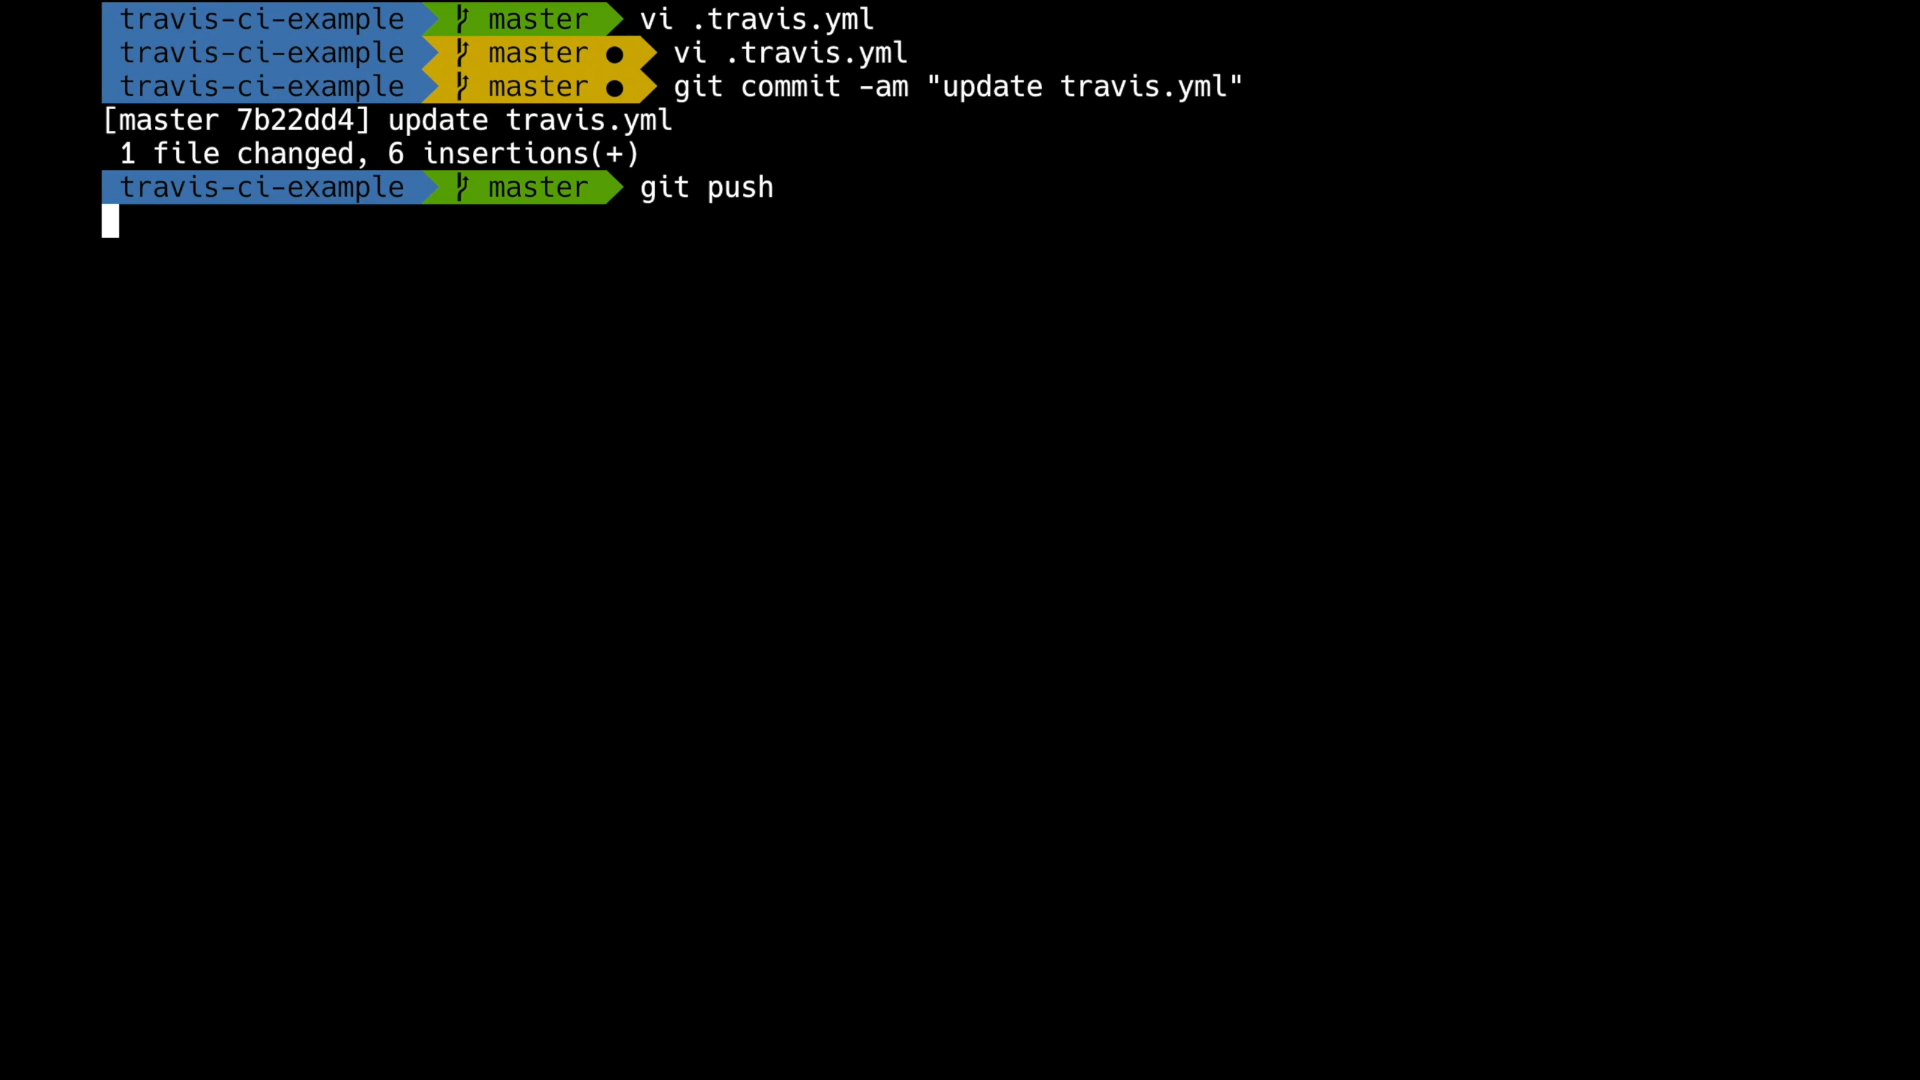 travis-ci-example master vi .travis.yml
travis-ci-example master ● vi .travis.yml
travis-ci-example master ● git commit -am "update travis.yml"
[master 7b22dd4] update travis.yml
1 file changed, 6 insertions(+)
travis-ci-example master git push